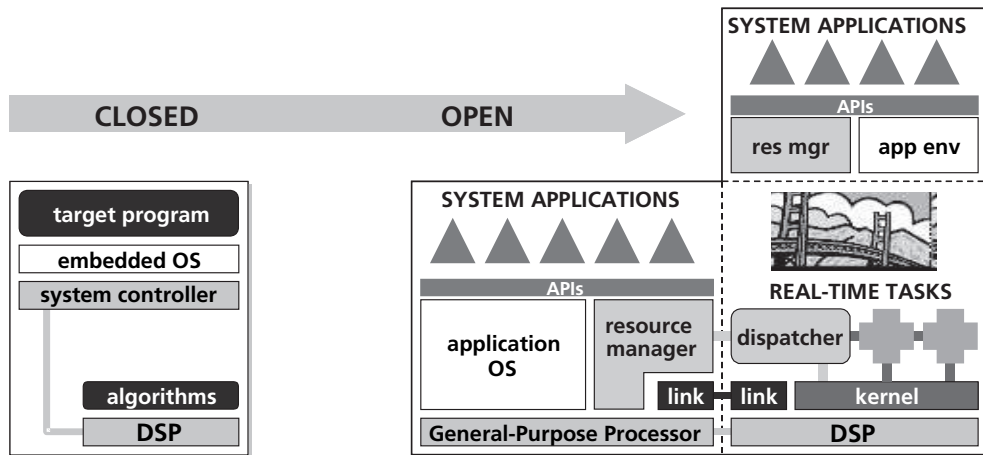 SYSTEM APPLICATIONS
APIs
res mgr
app env
CLOSED
OPEN
target program
embedded OS
system controller
algorithms
DSP
SYSTEM APPLICATIONS
APIs
application
OS
resource
manager
link
General-Purpose Processor
REAL-TIME TASKS
dispatcher
link
kernel
DSP